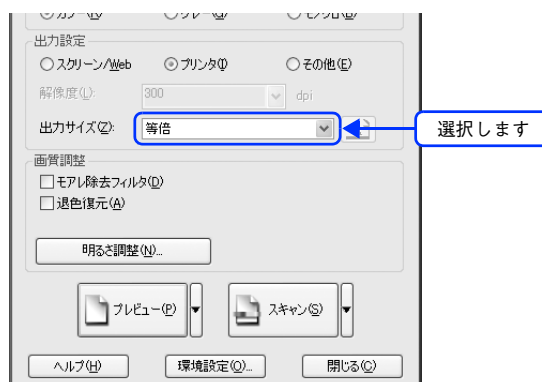 出力設定
スクリーン/Web プリンタ(I) その他(E)
解像度(L): 300 dpi
出力サイズ(Z): 等倍
選択します
画質調整
モアレ除去フィルタ(D)
退色復元(A)
明るさ調整(N)...
プレビュー(P) スキャン(S)
ヘルプ(H) 環境設定(O)... 閉じる(C)